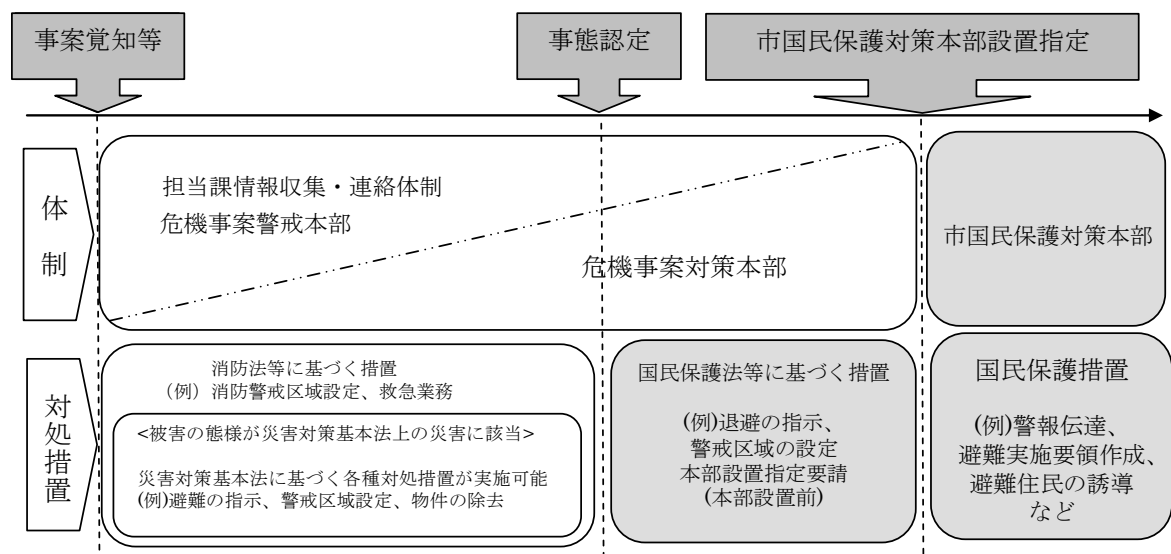 事案覚知等
事態認定
市国民保護対策本部設置指定
体制
担当課情報収集・連絡体制
危機事案警戒本部
危機事案対策本部
市国民保護対策本部
対処措置
消防法等に基づく措置
（例）消防警戒区域設定、救急業務
<被害の態様が災害対策基本法上の災害に該当>
災害対策基本法に基づく各種対処措置が実施可能
(例)避難の指示、警戒区域設定、物件の除去
国民保護法等に基づく措置
(例)退避の指示、
警戒区域の設定
本部設置指定要請
(本部設置前)
国民保護措置
(例)警報伝達、
避難実施要領作成、
避難住民の誘導
など